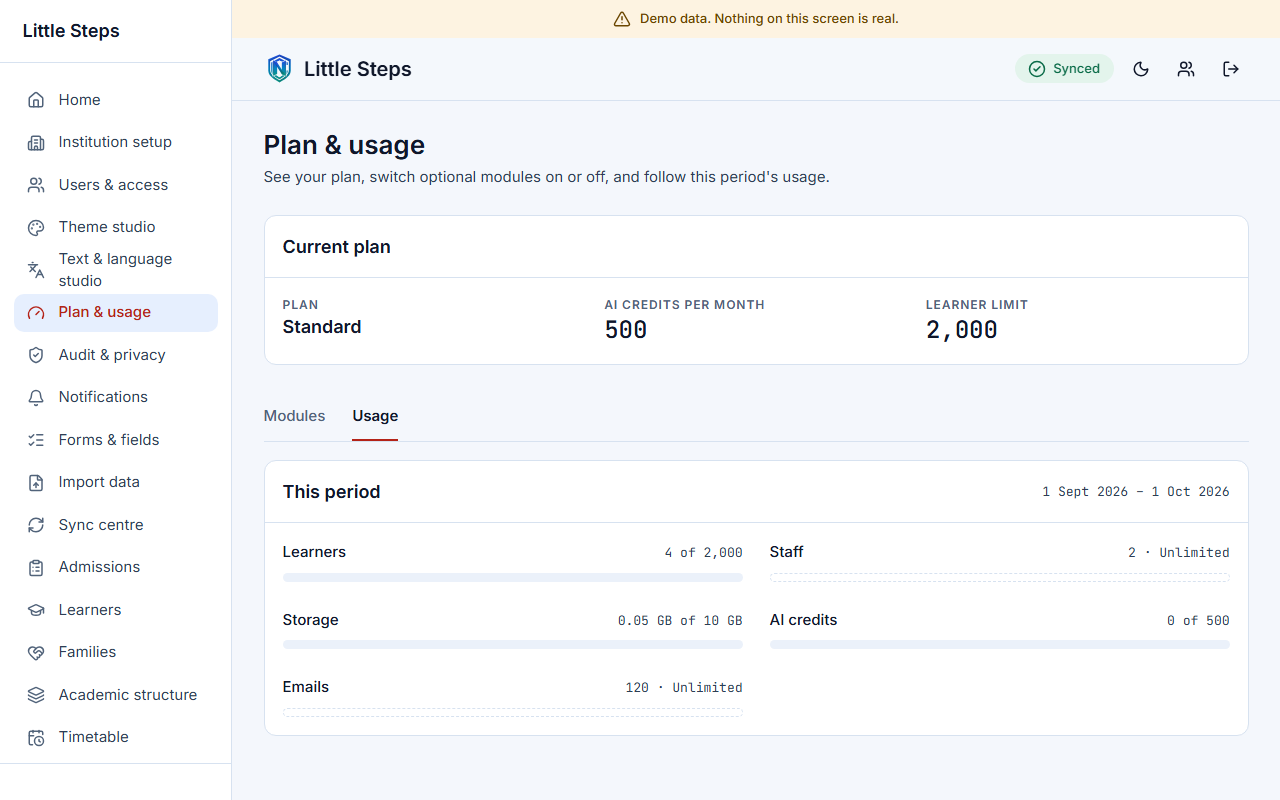 Little Steps
Demo data. Nothing on this screen is real.
Little Steps
Synced
Home
Institution setup
Users & access
Theme studio
Text & language
studio
Plan & usage
Audit & privacy
Notifications
Forms & fields
Import data
Sync centre
Admissions
Learners
Families
Academic structure
Timetable
Plan & usage
See your plan, switch optional modules on or off, and follow this period's usage.
Current plan
PLAN
Standard
AI CREDITS PER MONTH
500
LEARNER LIMIT
2,000
Modules
Usage
This period
1 Sept 2026 – 1 Oct 2026
Learners
4 of 2,000
Staff
2 · Unlimited
Storage
0.05 GB of 10 GB
AI credits
0 of 500
Emails
120 · Unlimited